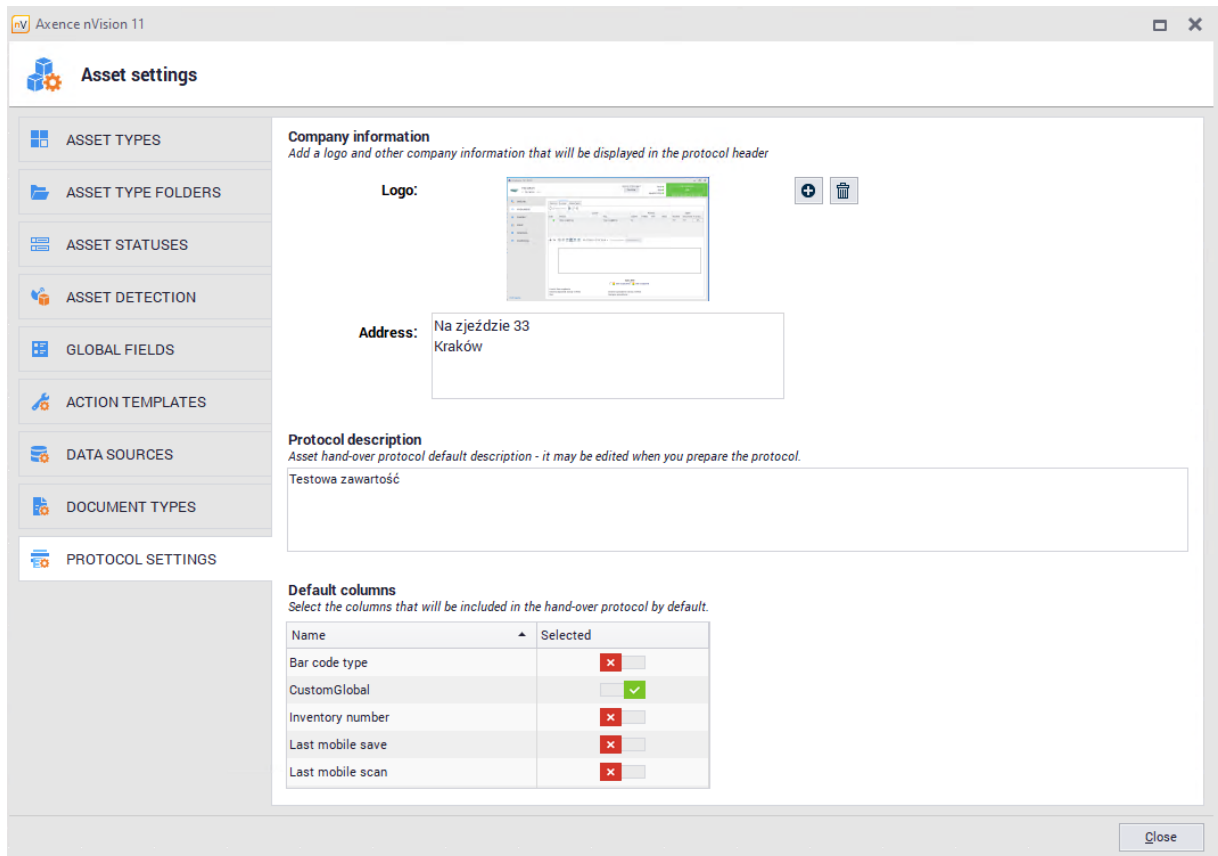 nV Axence nVision 11
Asset settings
ASSET TYPES
ASSET TYPE FOLDERS
ASSET STATUSES
ASSET DETECTION
GLOBAL FIELDS
ACTION TEMPLATES
DATA SOURCES
DOCUMENT TYPES
PROTOCOL SETTINGS
Company information
Add a logo and other company information that will be displayed in the protocol header
Logo:
Address:
Na zjeździe 33
Kraków
Protocol description
Asset hand-over protocol default description - it may be edited when you prepare the protocol.
Testowa zawartość
Default columns
Select the columns that will be included in the hand-over protocol by default.
Name Selected
Bar code type
CustomGlobal
Inventory number
Last mobile save
Last mobile scan
Close